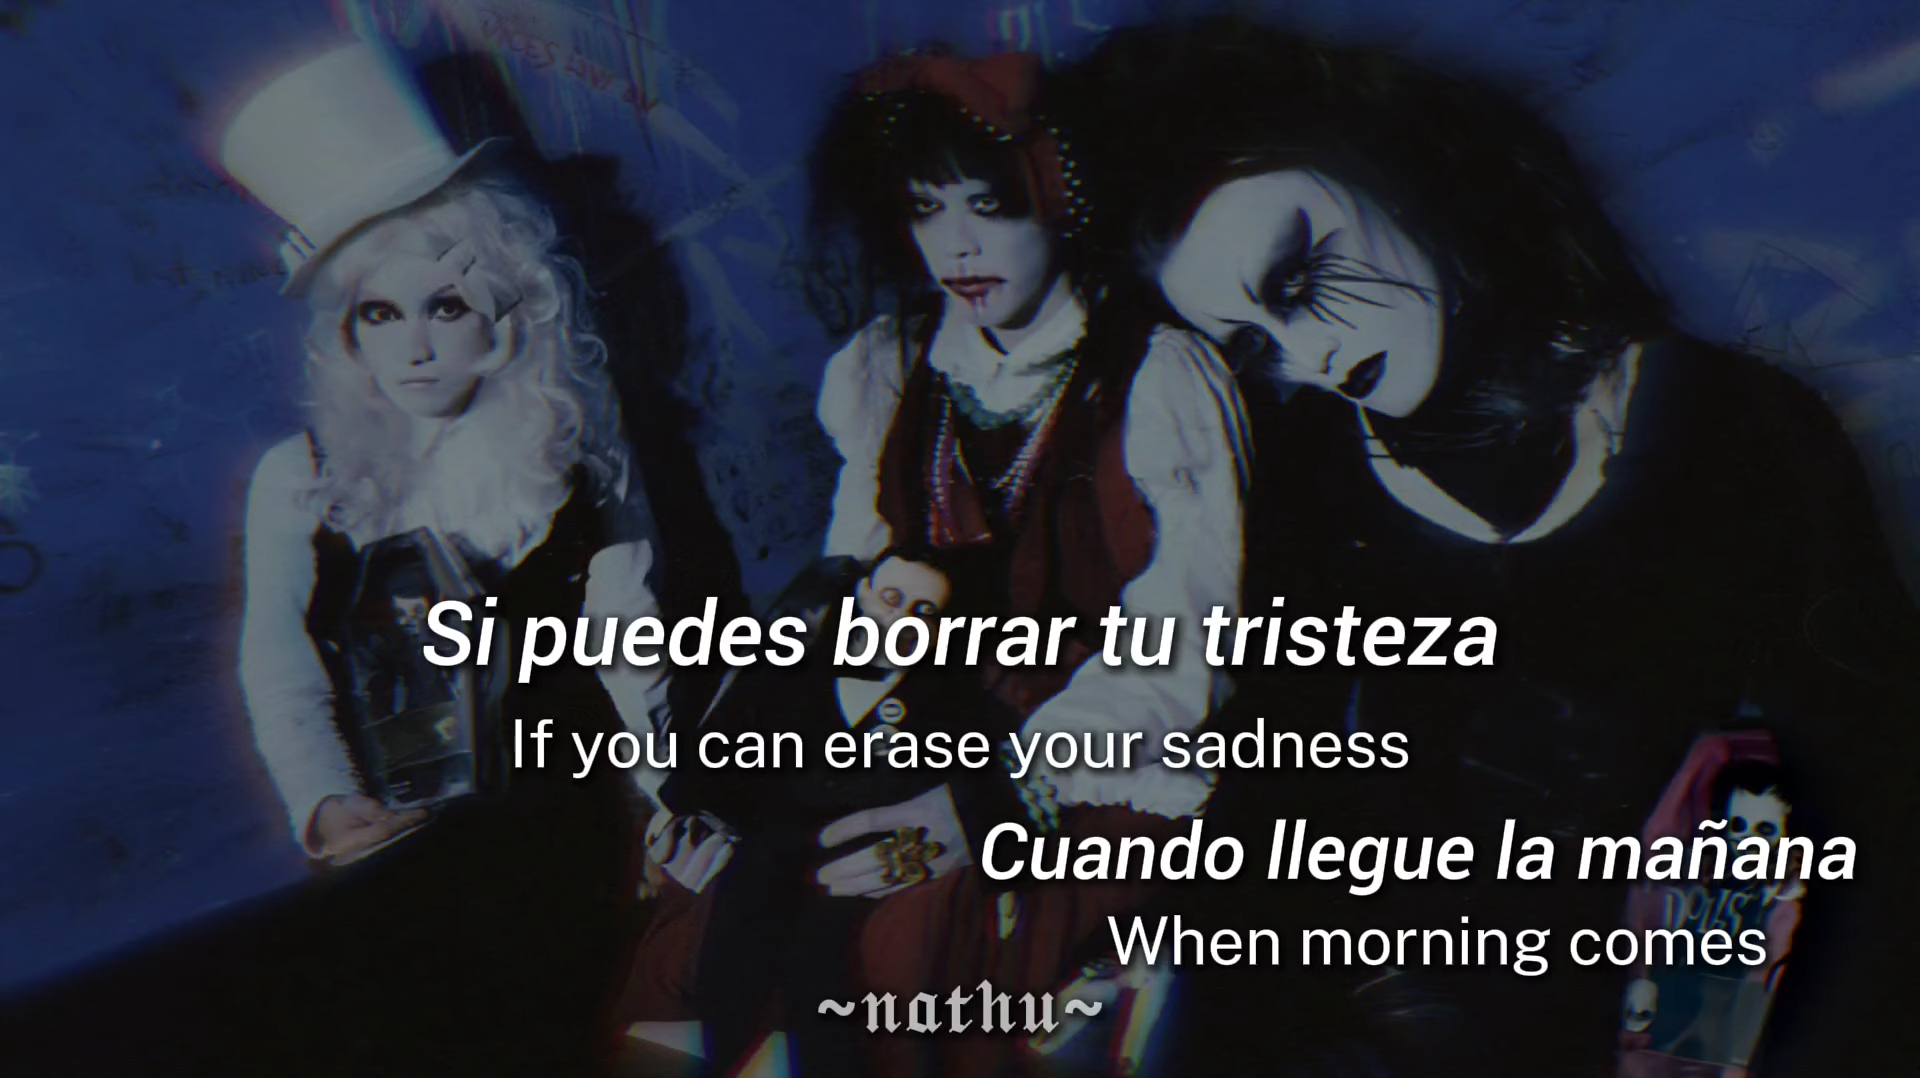 Si puedes borrar tu tristeza
If you can erase your sadness
Cuando llegue la mañana
When morning comes
DOLLS
~nathu~